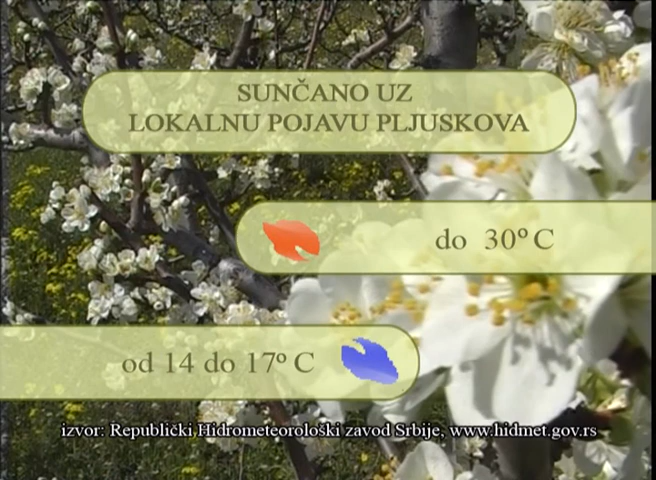 SUNČANO UZ
LOKALNU POJAVU PLJUSKOVA
do 30º C
od 14 do 17º C
izvor: Republički Hidrometeorološki zavod Srbije, www.hidmet.gov.rs